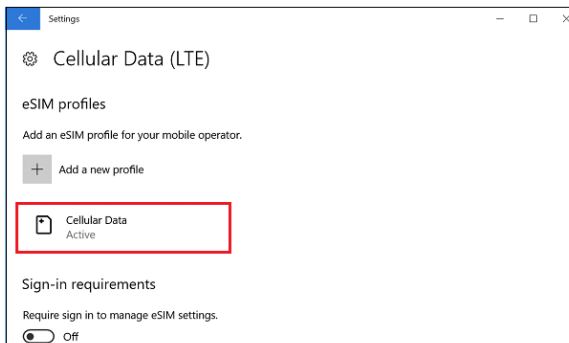 Settings
Cellular Data (LTE)
eSIM profiles
Add an eSIM profile for your mobile operator.
Add a new profile
Cellular Data
Active
Sign-in requirements
Require sign in to manage eSIM settings.
Off